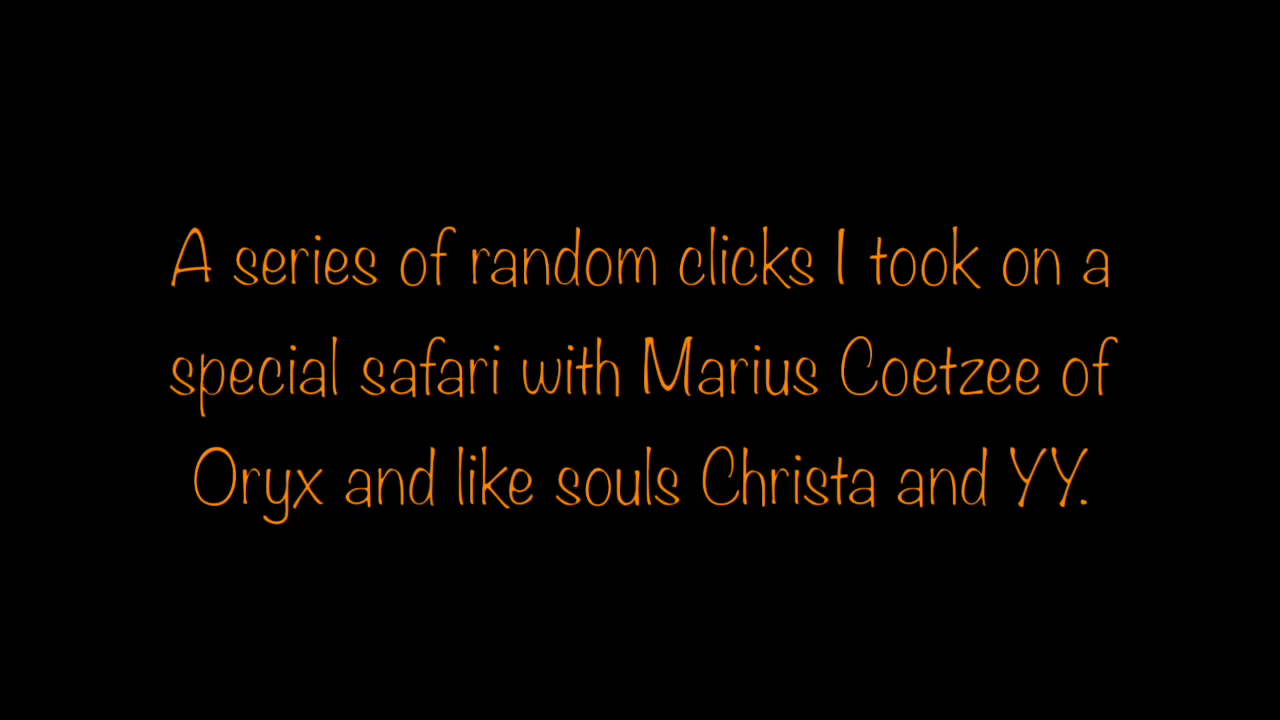 A series of random clicks I took on a
special safari with Marius Coetzee of
Oryx and like souls Christa and YY.